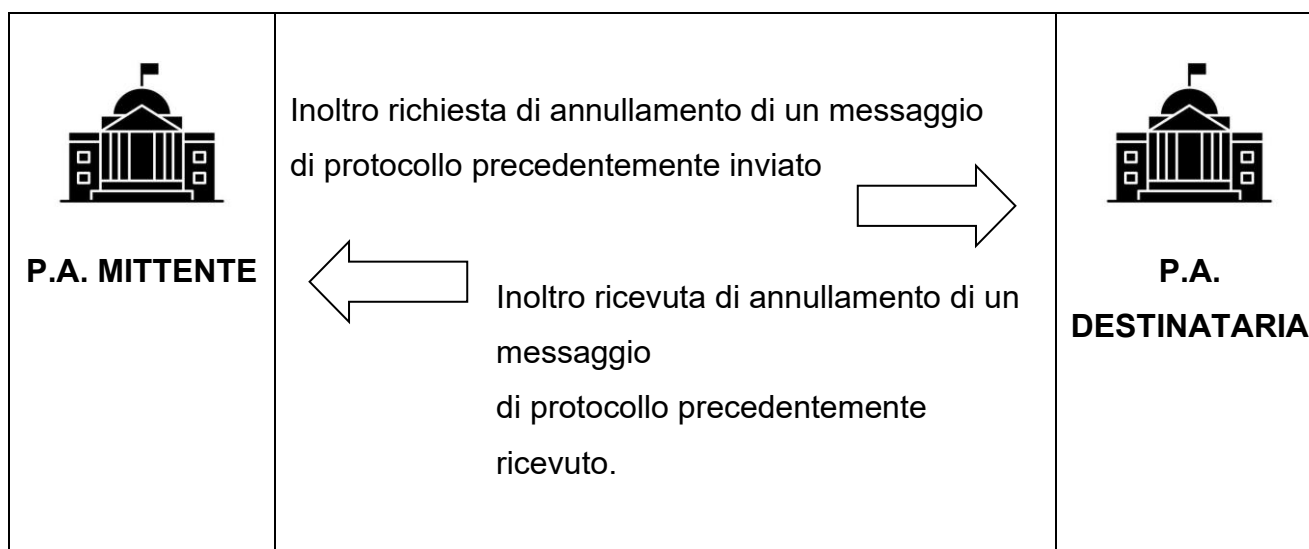 Inoltro richiesta di annullamento di un messaggio
di protocollo precedentemente inviato
P.A. MITTENTE
Inoltro ricevuta di annullamento di un
messaggio
di protocollo precedentemente
ricevuto.
P.A.
DESTINATARIA